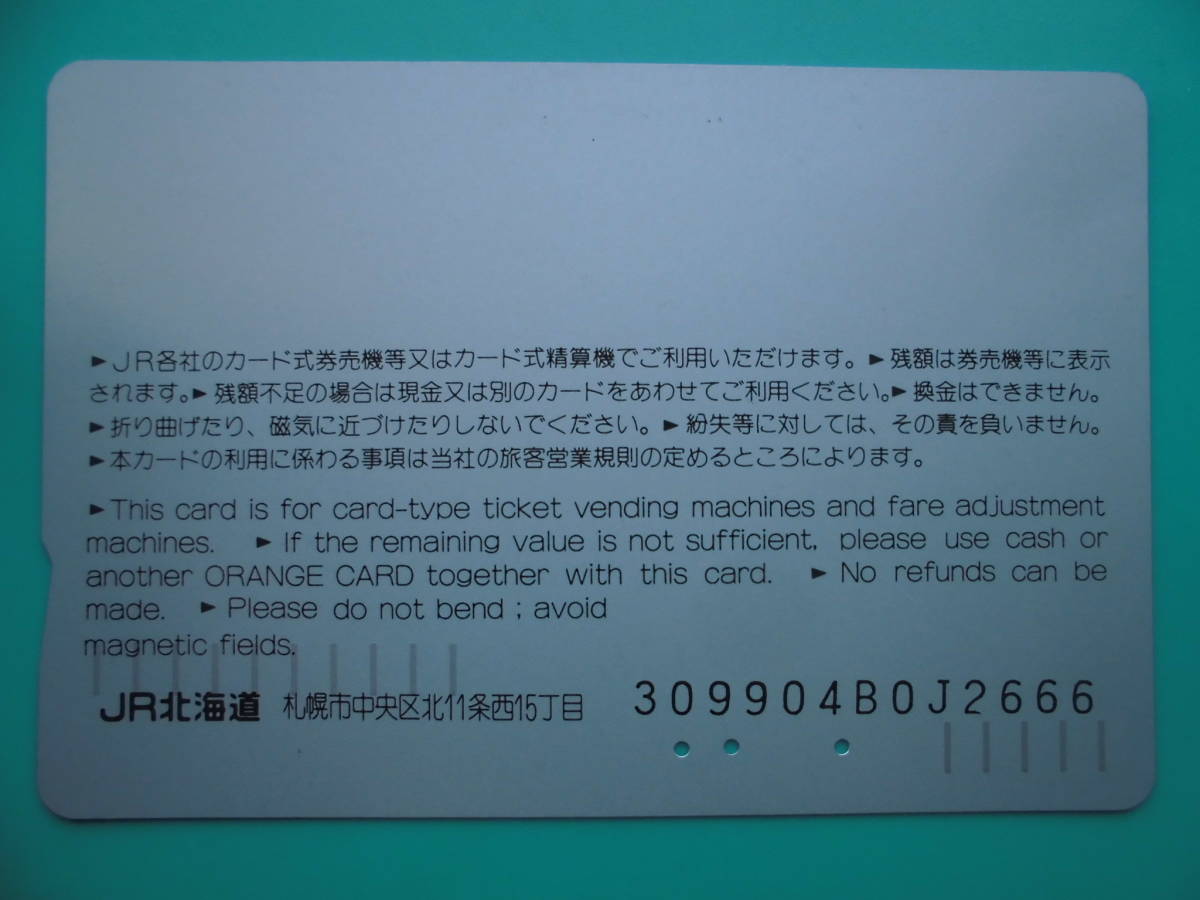 ►JR各社のカード式券売機等又はカード式精算機でご利用いただけます。►残額は券売機等に表示
されます。►残額不足の場合は現金又は別のカードをあわせてご利用ください。►換金はできません。
►折り曲げたり、磁気に近づけたりしないでください。►紛失等に対しては、その責を負いません。
►本カードの利用に係わる事項は当社の旅客営業規則の定めるところによります。
►This card is for card-type ticket vending machines and fare adjustment
machines. ►If the remaining value is not sufficient, please use cash or
another ORANGE CARD together with this card. ►No refunds can be
made. ►Please do not bend ; avoid
magnetic fields.
JR北海道 札幌市中央区北11条西15丁目 309904B0J2666